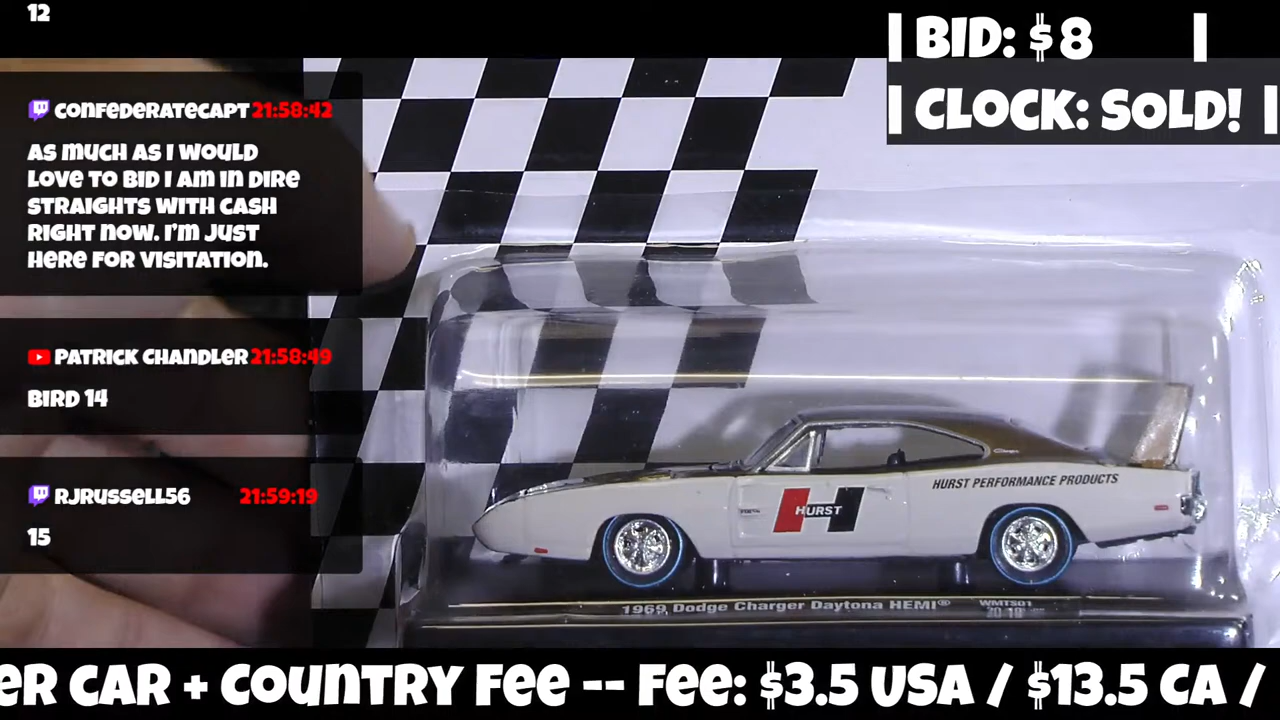 12
| BID: $8 |
| CLOCK: SOLD! |
CONFEDERATECAPT 21:58:42
AS MUCH AS I WOULD
LOVE TO BID I AM IN DIRE
STRAIGHTS WITH CASH
RIGHT NOW. I'M JUST
HERE FOR VISITATION.
PATRICK CHANDLER 21:58:49
BIRD 14
RJRUSSELL56 21:59:19
15
HURST PERFORMANCE PRODUCTS
HURST
1969 Dodge Charger Daytona HEMI®
WMTS01
ER CAR + COUNTRY FEE -- FEE: $3.5 USA / $13.5 CA /